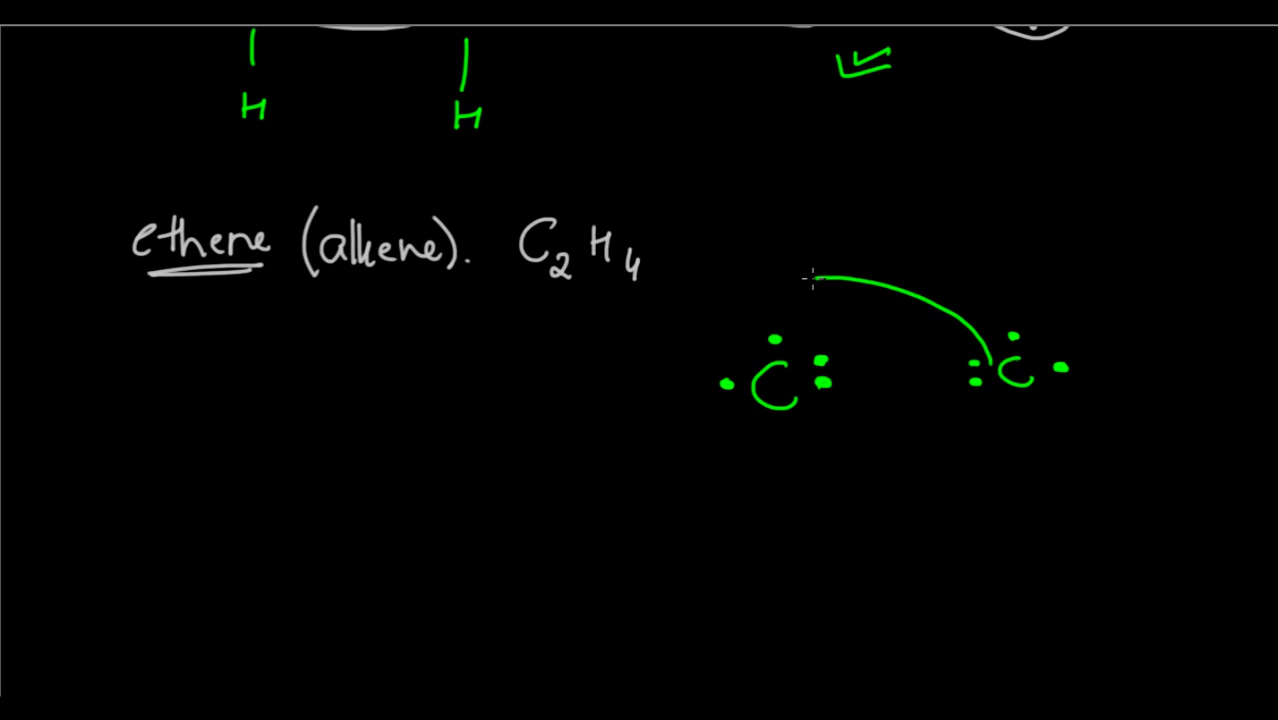 H H
ethene (alkene). C₂H₄
C C